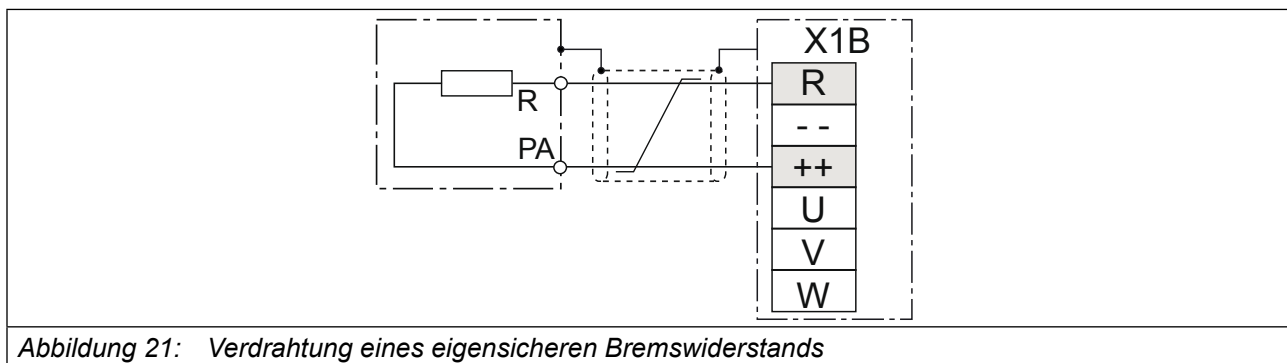 X1B
R
R
- -
PA
++
U
V
W
Abbildung 21: Verdrahtung eines eigensicheren Bremswiderstands